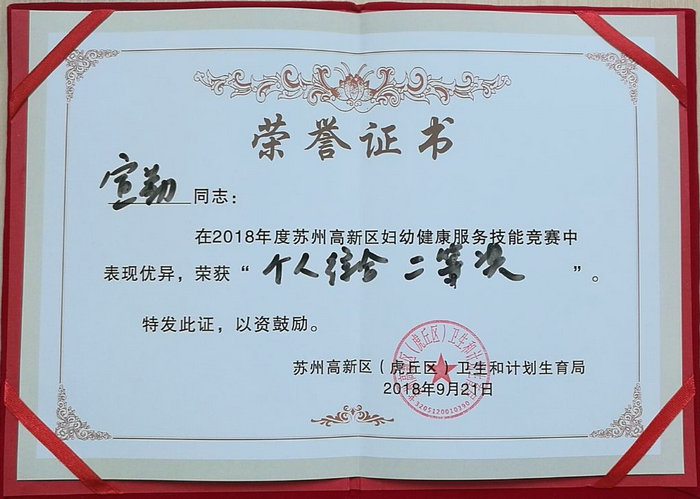 荣誉证书
宣勤同志：
在2018年度苏州高新区妇幼健康服务技能竞赛中
表现优异，荣获“个人综合二等奖”。
特发此证，以资鼓励。
苏州高新区（虎丘区）卫生和计划生育局
2018年9月21日
3205120010390